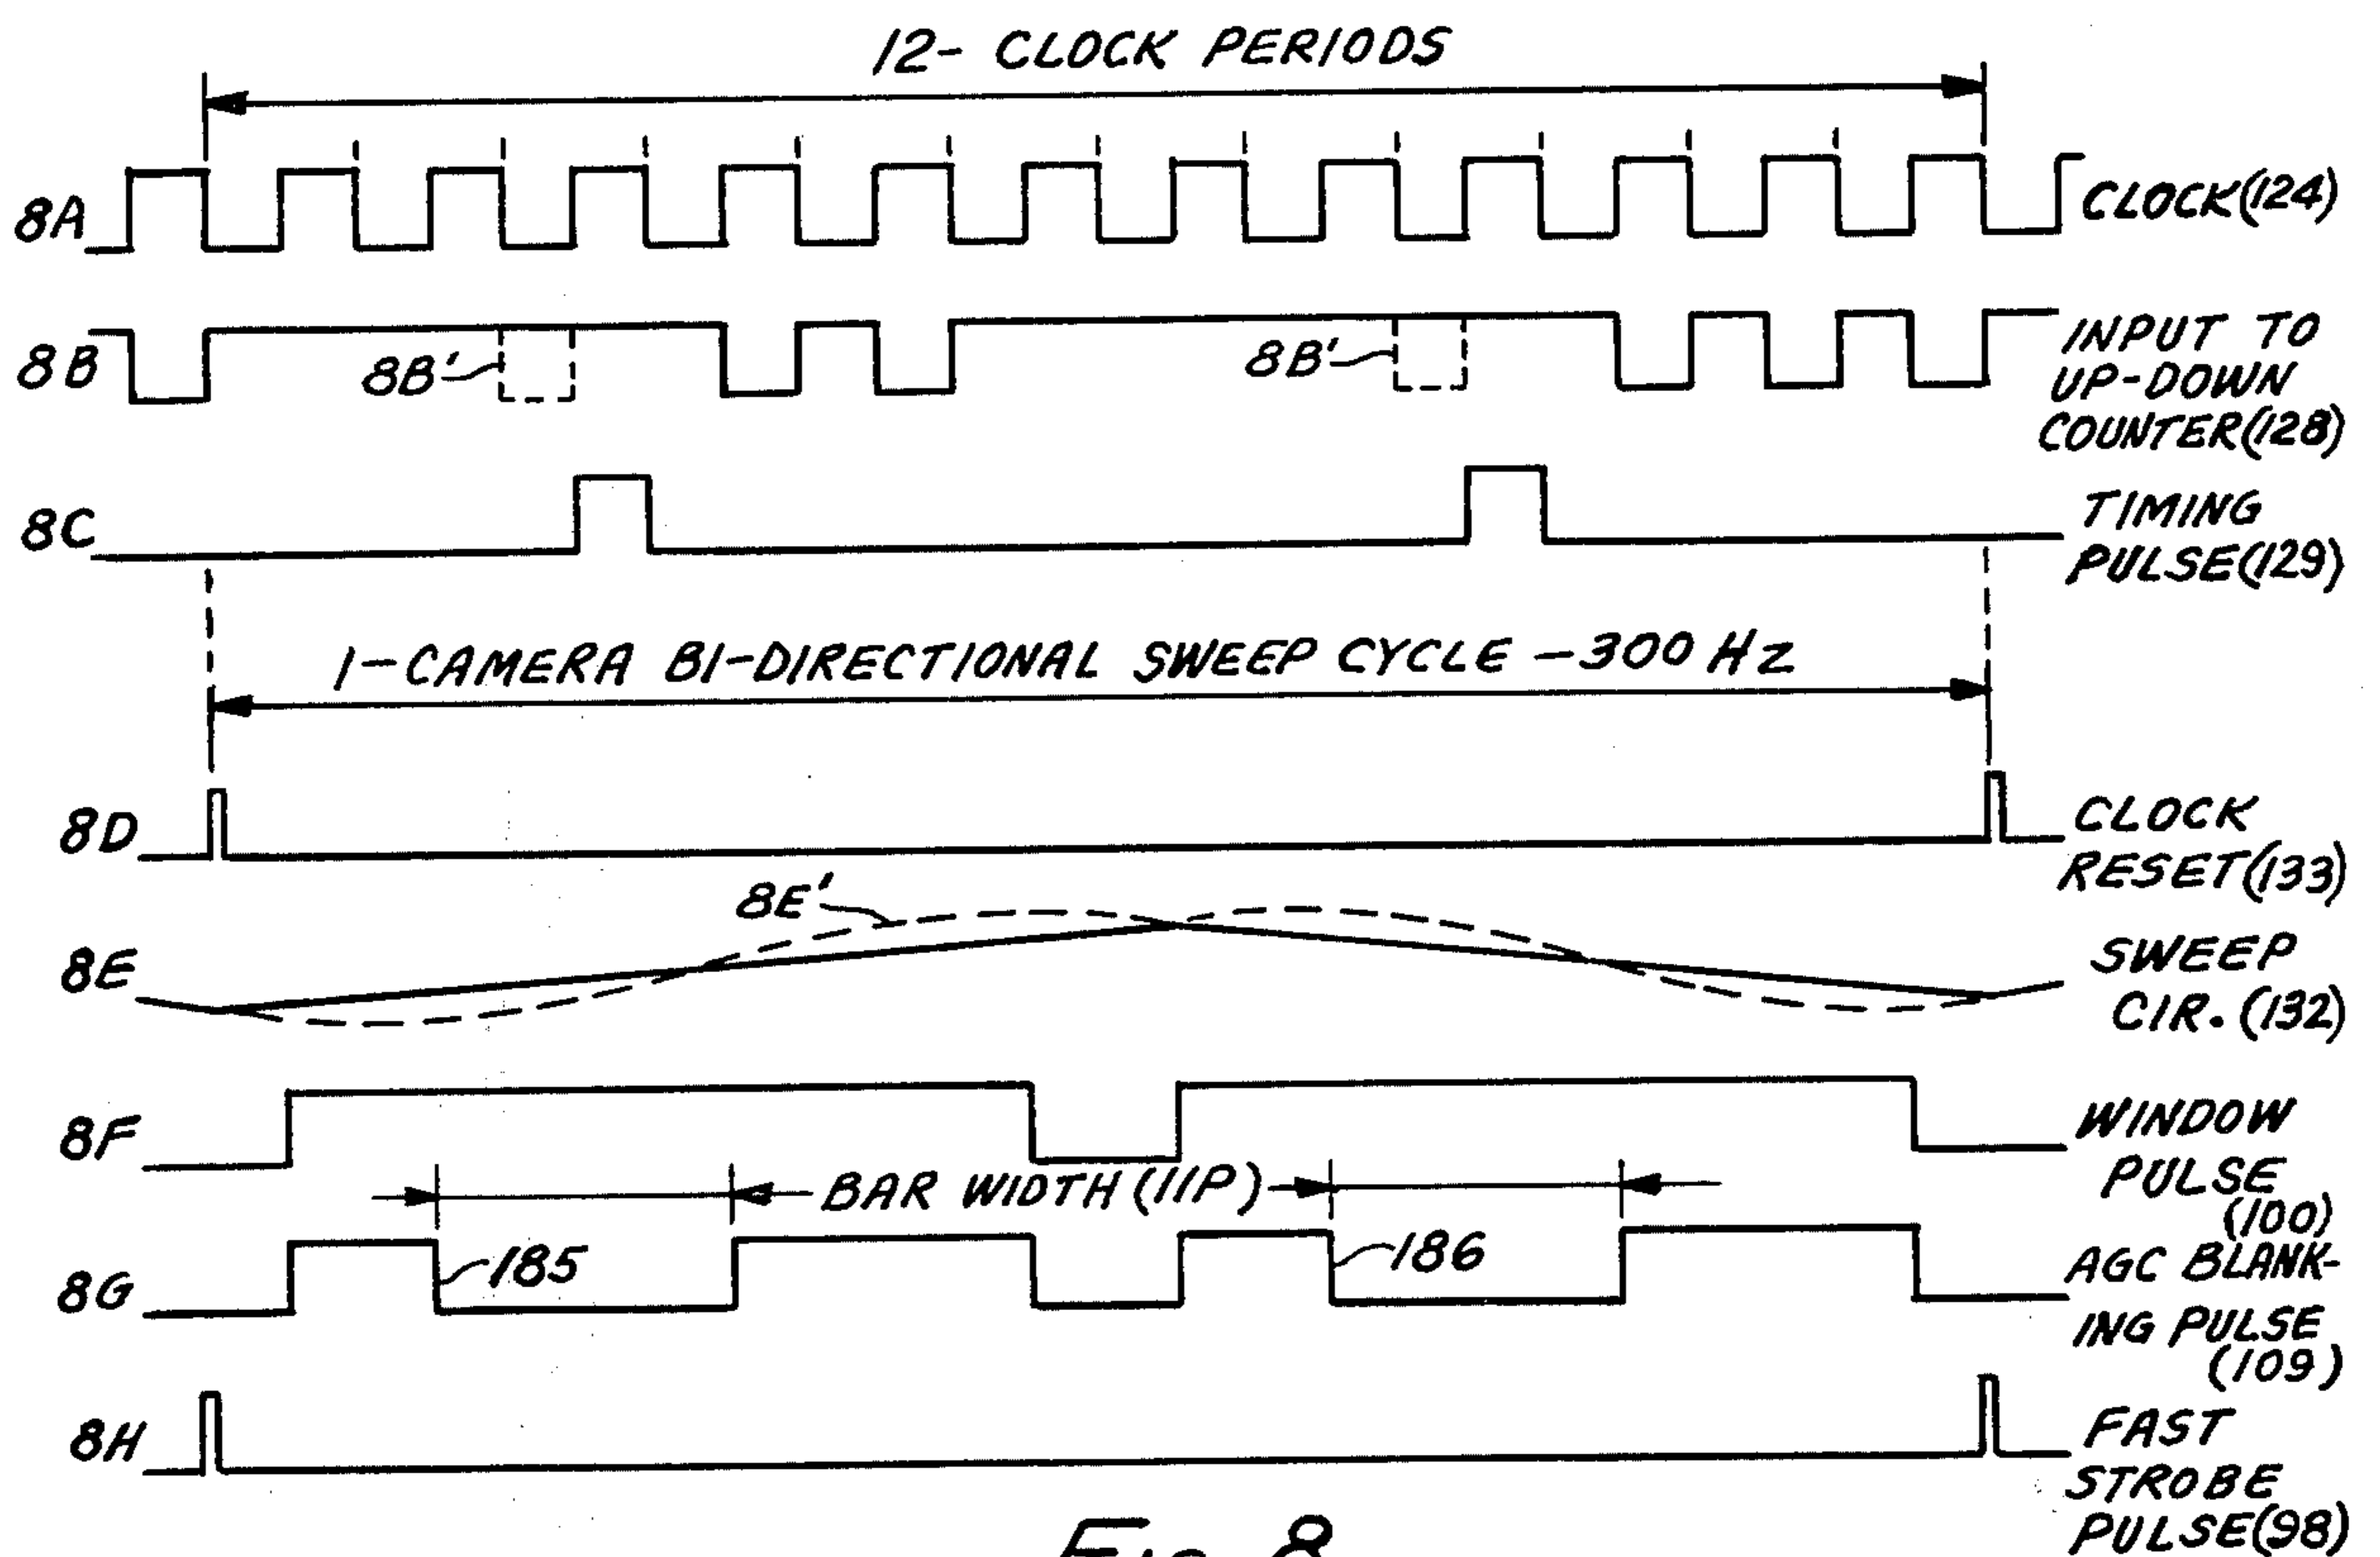 12- CLOCK PERIODS
8A
CLOCK(124)
8B
8B'
8B'
INPUT TO
UP-DOWN
COUNTER(128)
8C
TIMING
PULSE(129)
1-CAMERA BI-DIRECTIONAL SWEEP CYCLE -300 Hz
8D
CLOCK
RESET(133)
8E'
8E
SWEEP
CIR. (132)
8F
WINDOW
PULSE
(100)
BAR WIDTH (11P)
8G
185
186
AGC BLANK-
ING PULSE
(109)
8H
FAST
STROBE
PULSE(98)
Fig. 8